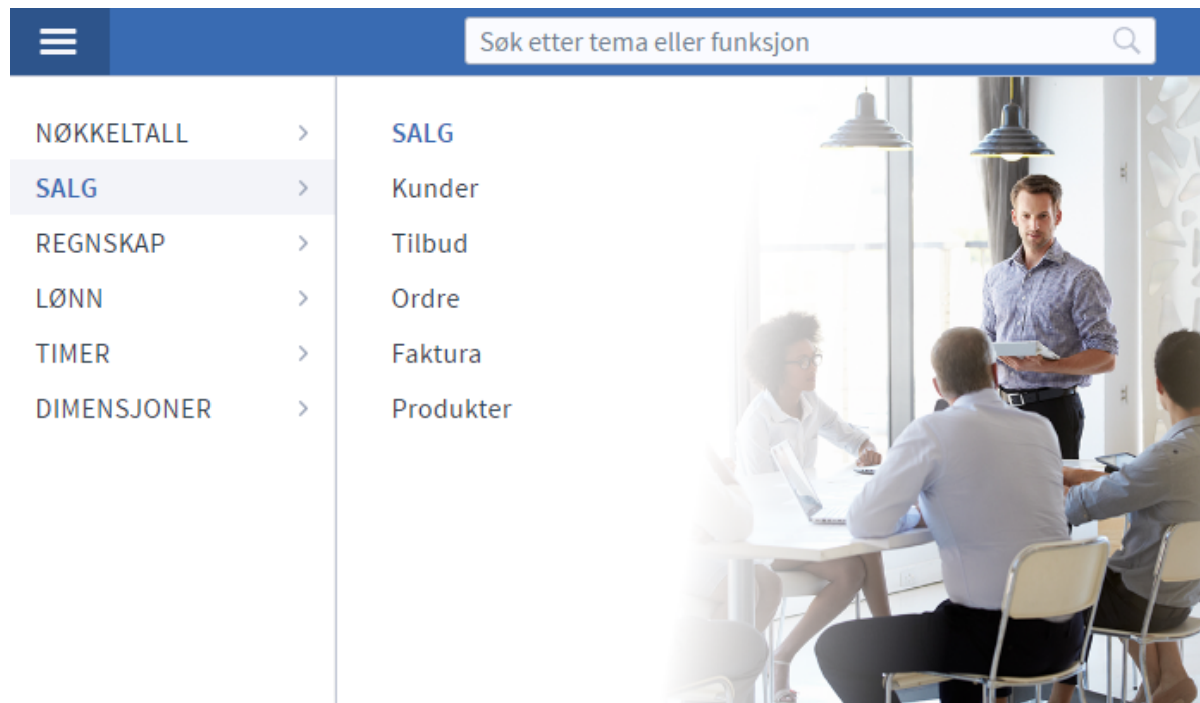 Søk etter tema eller funksjon
NØKKELTALL
SALG
REGNSKAP
LØNN
TIMER
DIMENSJONER
SALG
Kunder
Tilbud
Ordre
Faktura
Produkter